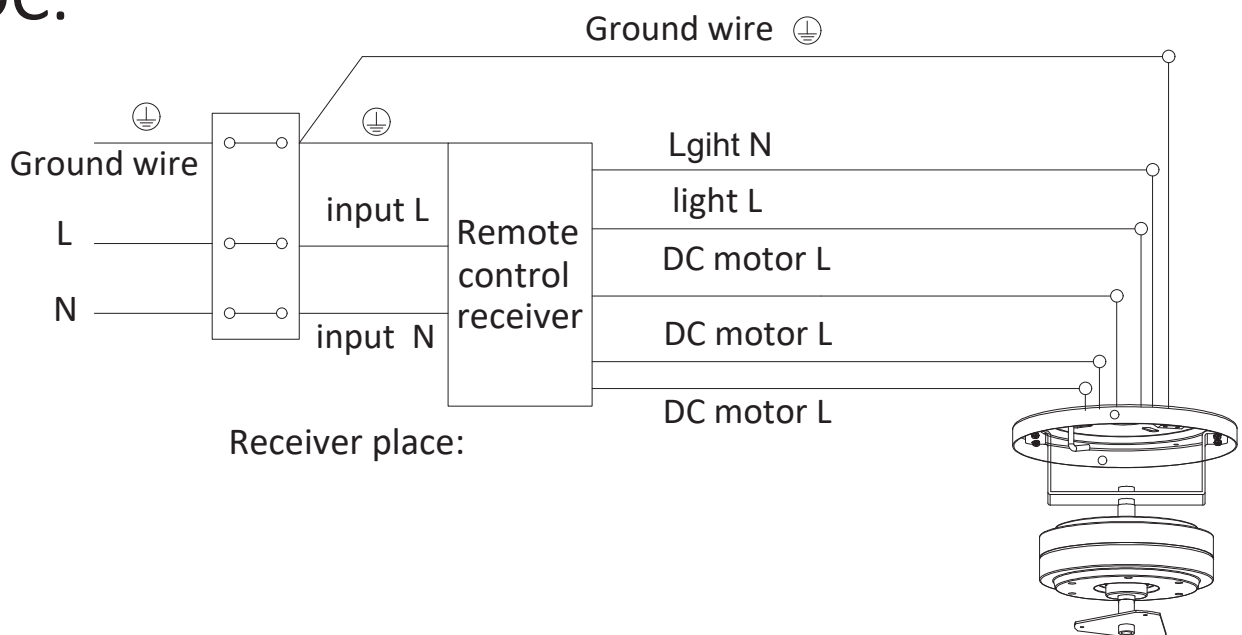 DC:
Ground wire
Ground wire
L
N
input L
input N
Remote
control
receiver
Lgiht N
light L
DC motor L
DC motor L
DC motor L
Receiver place: